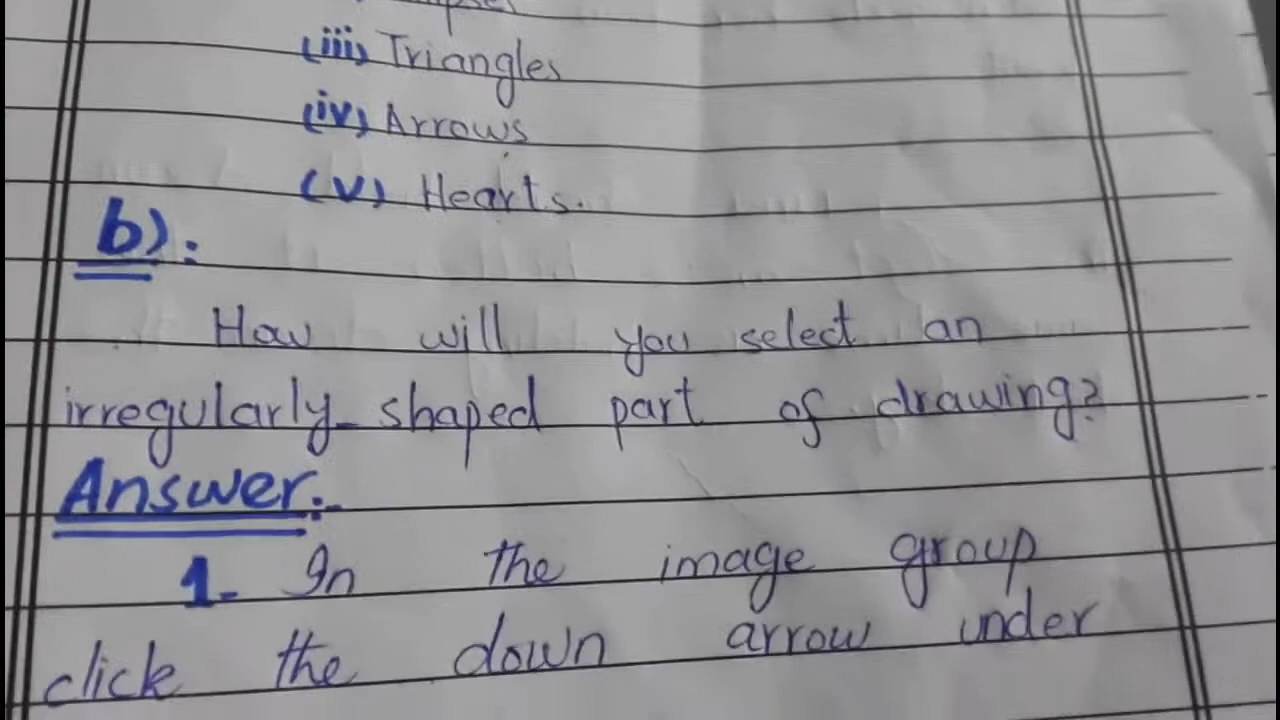 (iii) Triangles
(iv) Arrows
(v) Hearts.
b):
How will you select an
irregularly shaped part of drawing?
Answer:-
1. In the image group
click the down arrow under